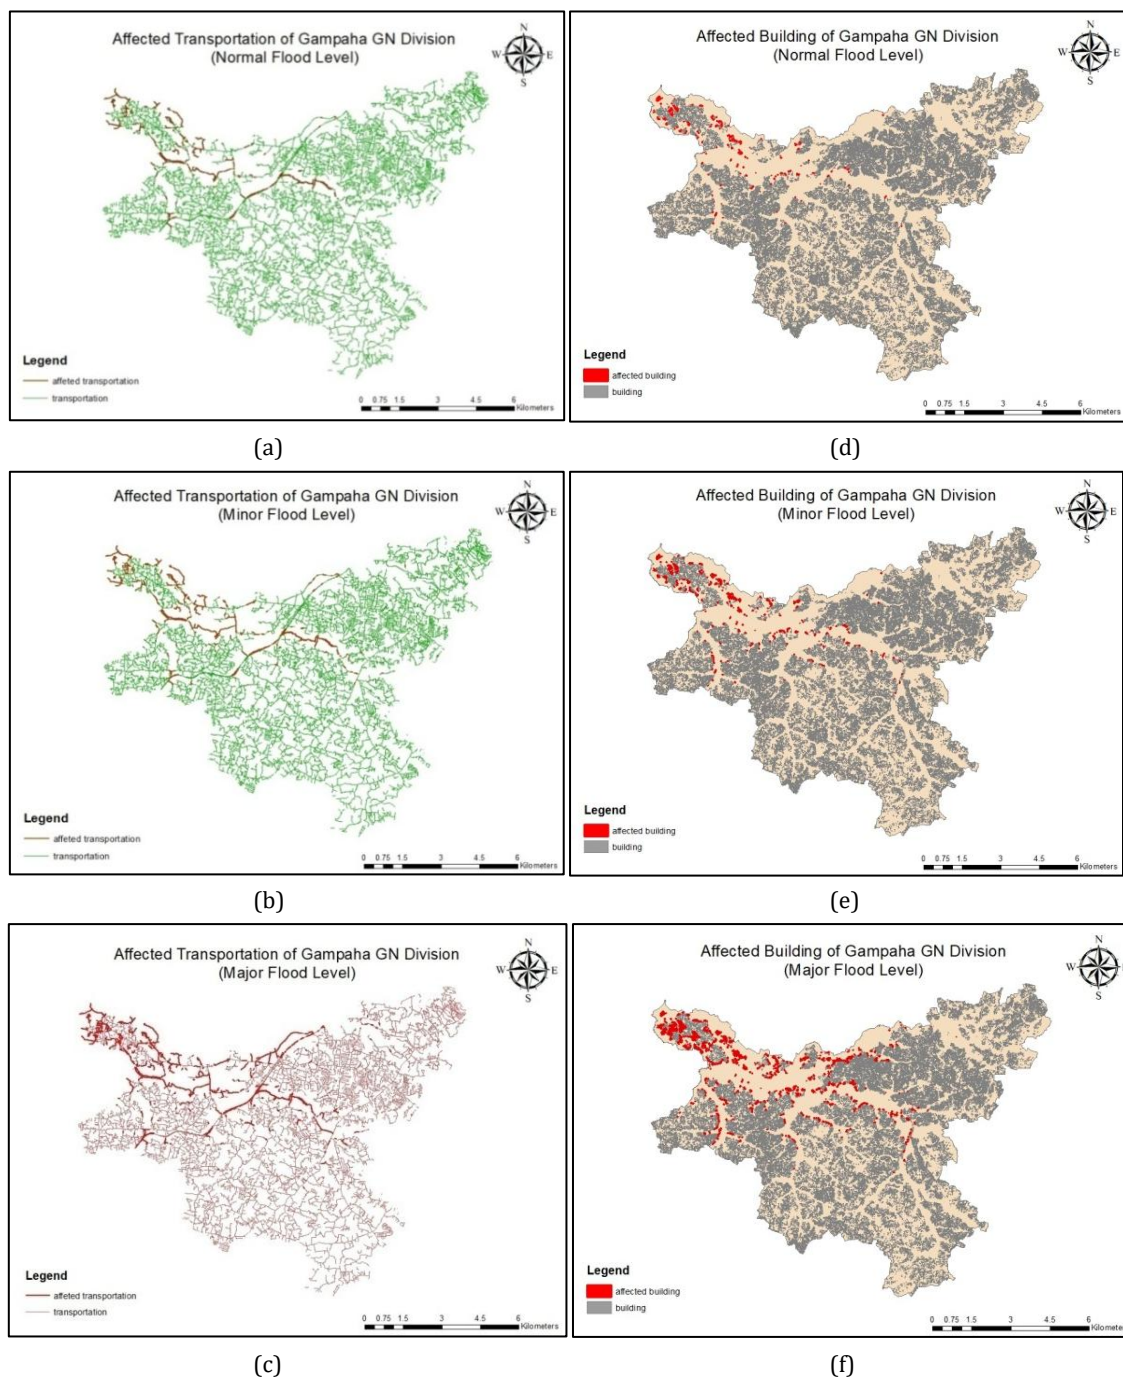 Affected Transportation of Gampaha GN Division
(Normal Flood Level)
N
W E
S
Legend
affeted transportation
transportation
0 0.75 1.5 3 4.5 6
Kilometers
(a)
Affected Building of Gampaha GN Division
(Normal Flood Level)
N
W E
S
Legend
affected building
building
0 0.75 1.5 3 4.5 6
Kilometers
(d)
Affected Transportation of Gampaha GN Division
(Minor Flood Level)
N
W E
S
Legend
affeted transportation
transportation
0 0.75 1.5 3 4.5 6
Kilometers
(b)
Affected Building of Gampaha GN Division
(Minor Flood Level)
N
W E
S
Legend
affected building
building
0 0.75 1.5 3 4.5 6
Kilometers
(e)
Affected Transportation of Gampaha GN Division
(Major Flood Level)
N
W E
S
Legend
affeted transportation
transportation
0 0.75 1.5 3 4.5 6
Kilometers
(c)
Affected Building of Gampaha GN Division
(Major Flood Level)
N
W E
S
Legend
affected building
building
0 0.75 1.5 3 4.5 6
Kilometers
(f)